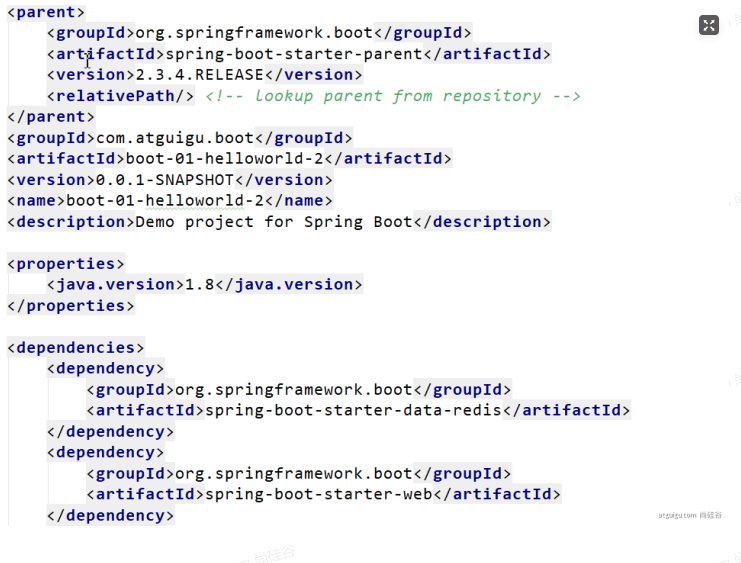 <parent>
    <groupId>org.springframework.boot</groupId>
    <artifactId>spring-boot-starter-parent</artifactId>
    <version>2.3.4.RELEASE</version>
    <relativePath/> <!-- lookup parent from repository -->
</parent>
<groupId>com.atguigu.boot</groupId>
<artifactId>boot-01-helloworld-2</artifactId>
<version>0.0.1-SNAPSHOT</version>
<name>boot-01-helloworld-2</name>
<description>Demo project for Spring Boot</description>

<properties>
    <java.version>1.8</java.version>
</properties>

<dependencies>
    <dependency>
        <groupId>org.springframework.boot</groupId>
        <artifactId>spring-boot-starter-data-redis</artifactId>
    </dependency>
    <dependency>
        <groupId>org.springframework.boot</groupId>
        <artifactId>spring-boot-starter-web</artifactId>
    </dependency>
atguigu.com 尚硅谷
尚硅谷